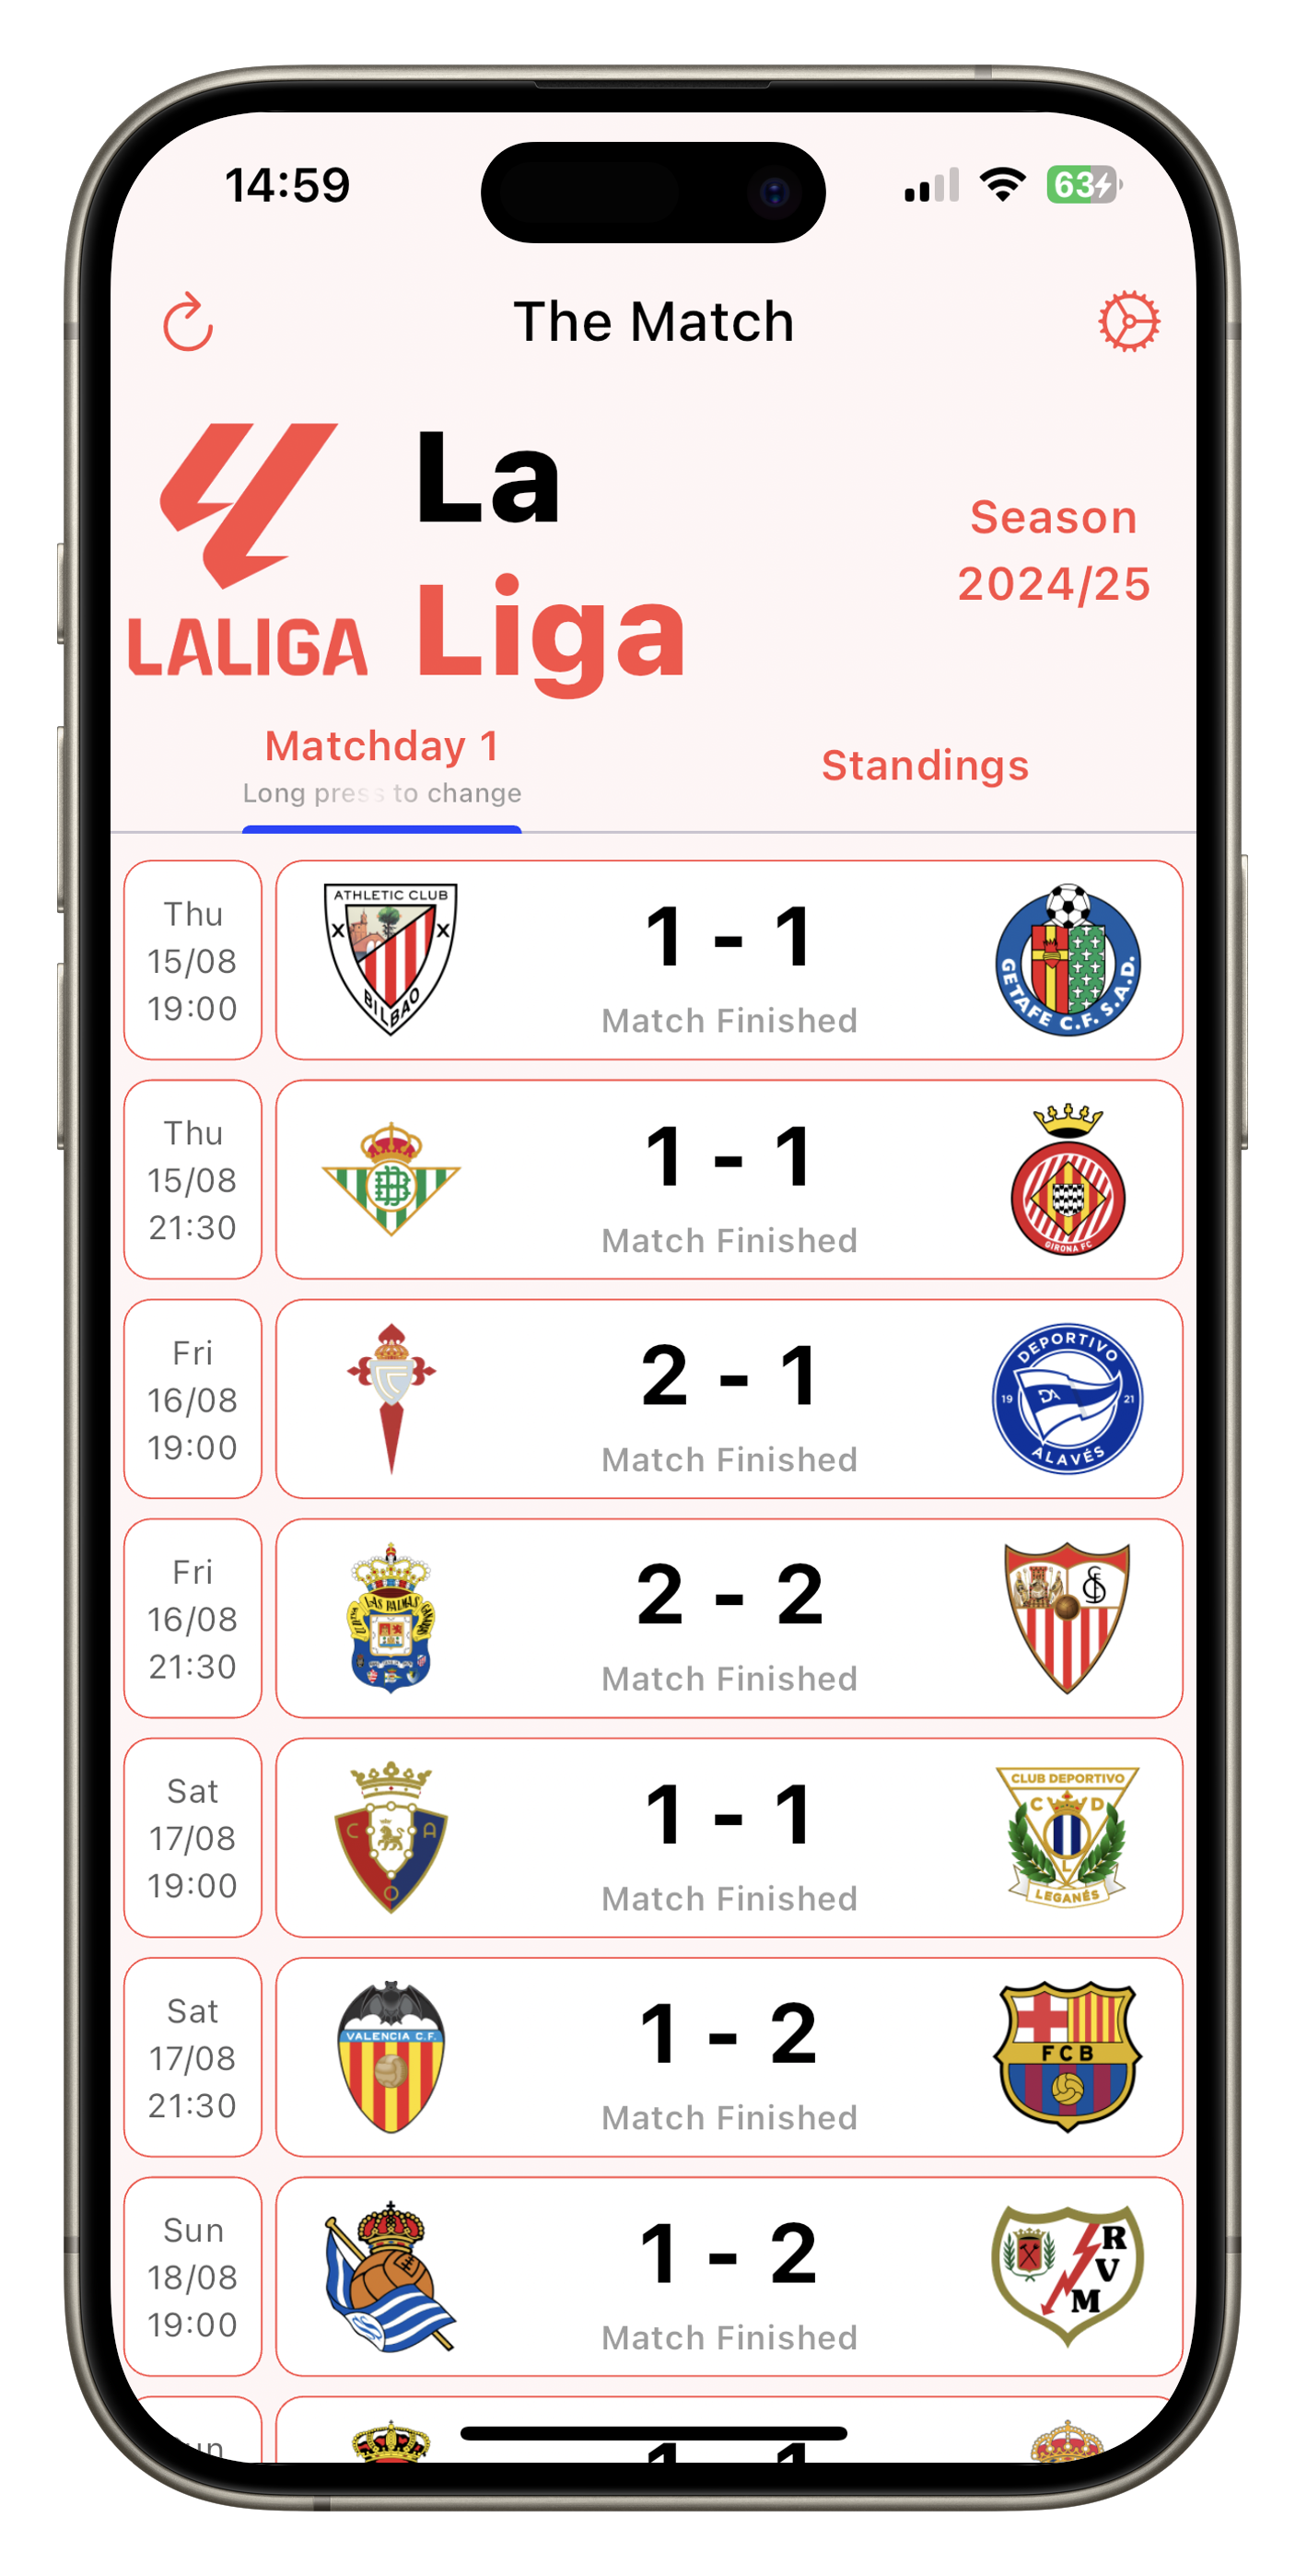 14:59
63
The Match
La
Liga
LALIGA
Season
2024/25
Matchday 1
Long press to change
Standings
Thu
15/08
19:00
ATHLETIC CLUB
BILBAO
1 - 1
Match Finished
GETAFE C.F. S.A.D.
Thu
15/08
21:30
1 - 1
Match Finished
GIRONA FC
Fri
16/08
19:00
2 - 1
Match Finished
DEPORTIVO
19 DA 21
ALAVÉS
Fri
16/08
21:30
LAS PALMAS
2 - 2
Match Finished
Sat
17/08
19:00
C A
O
1 - 1
Match Finished
CLUB DEPORTIVO
C D
L
LEGANÉS
Sat
17/08
21:30
VALENCIA C.F.
1 - 2
Match Finished
FCB
Sun
18/08
19:00
1 - 2
Match Finished
R
V
M
1 - 1